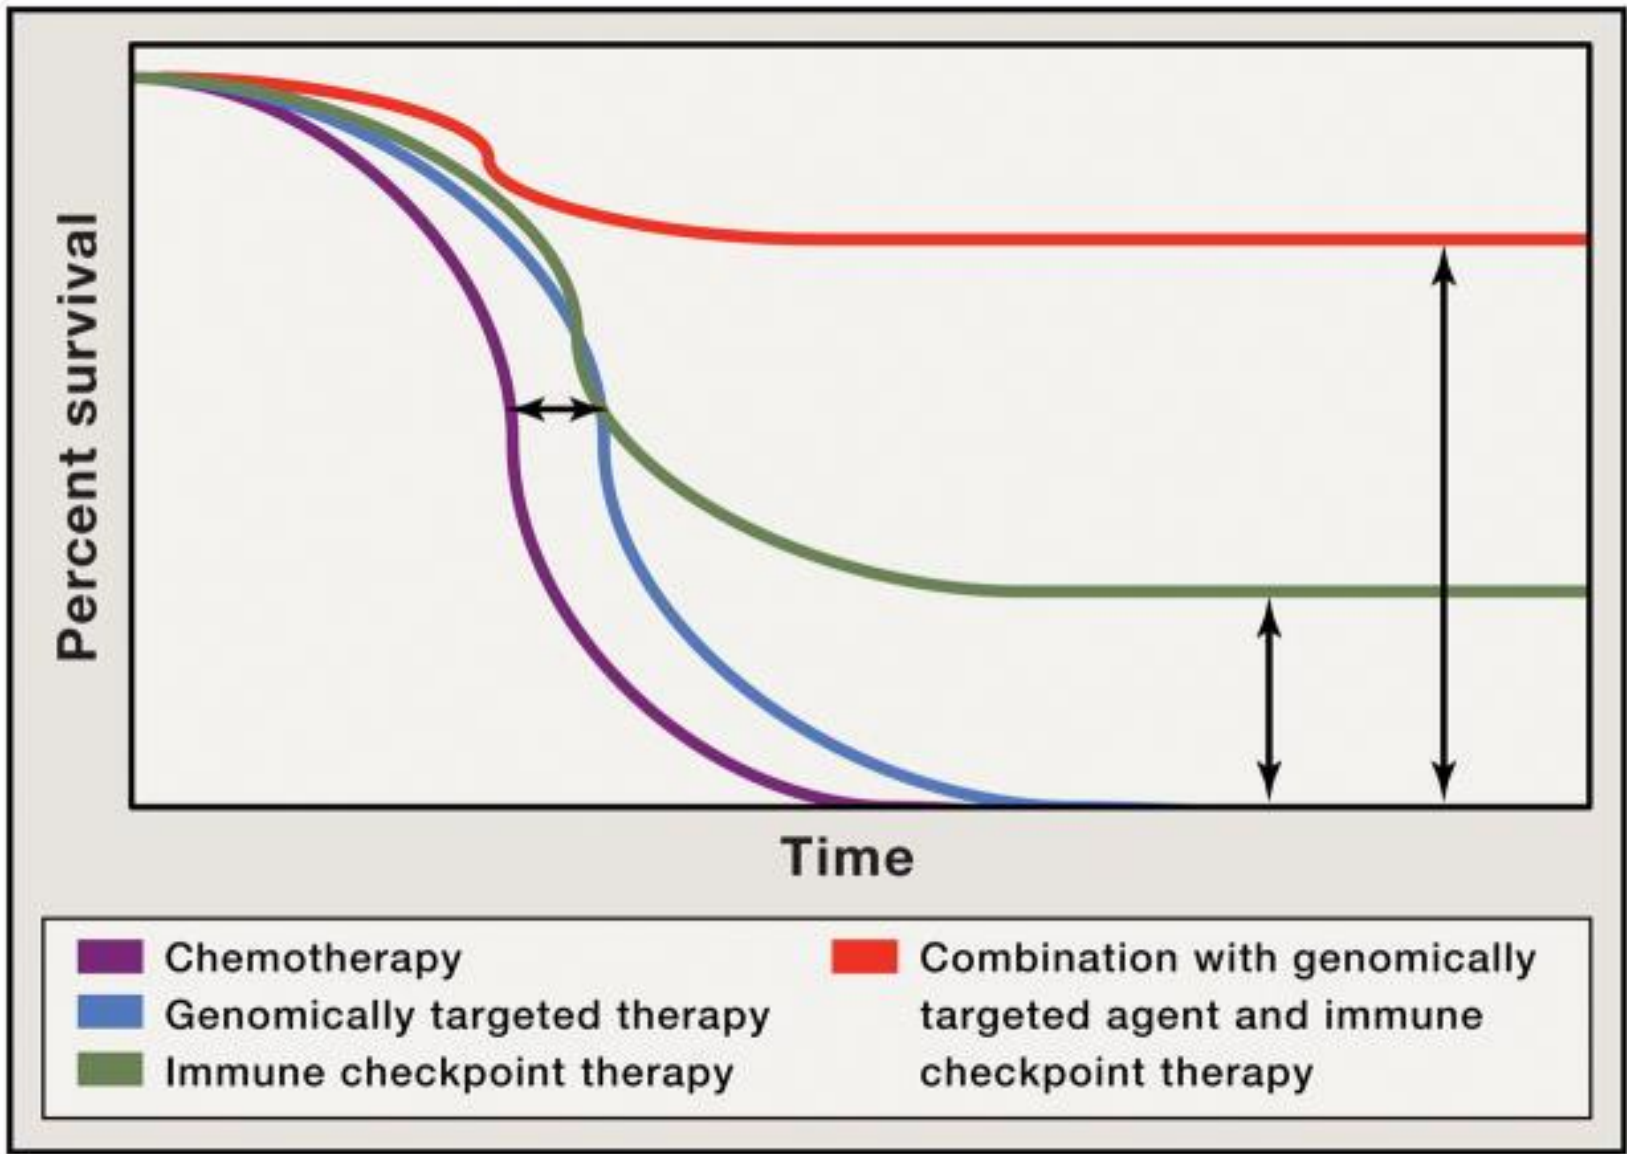 Percent survival
Time
Chemotherapy
Genomically targeted therapy
Immune checkpoint therapy
Combination with genomically
targeted agent and immune
checkpoint therapy